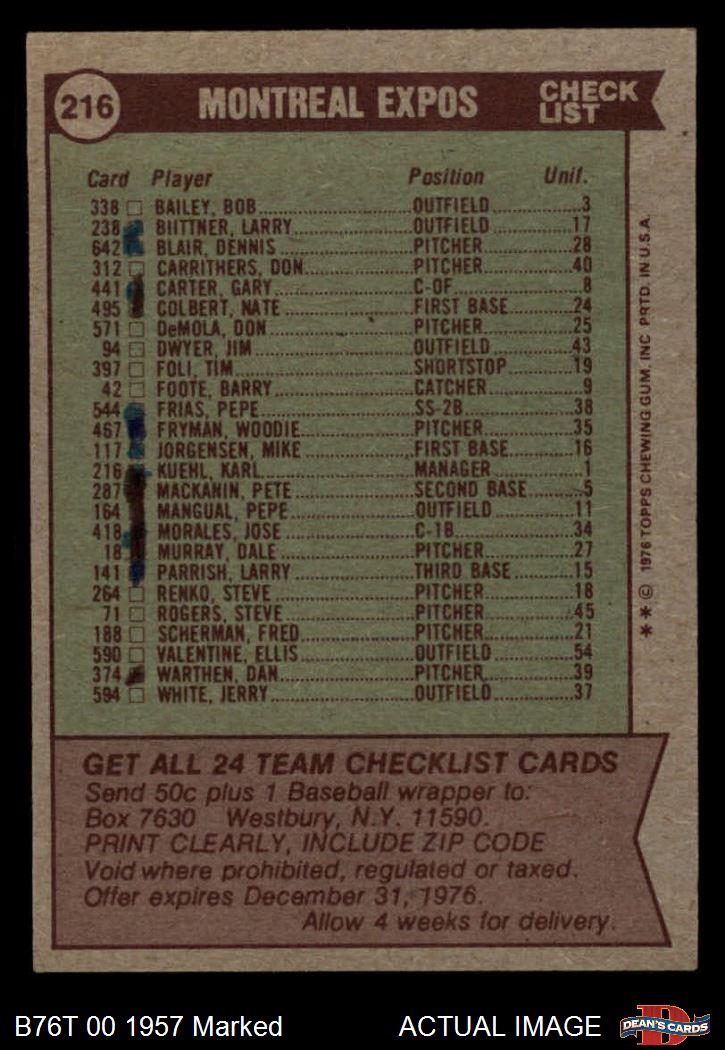 216 MONTREAL EXPOS CHECK LIST
Card Player Position Unif.
338 BAILEY, BOB OUTFIELD 3
238 BIITTNER, LARRY OUTFIELD 17
642 BLAIR, DENNIS PITCHER 28
312 CARRITHERS, DON PITCHER 40
441 CARTER, GARY C-OF 8
495 COLBERT, NATE FIRST BASE 24
571 DeMOLA, DON PITCHER 25
94 DWYER, JIM OUTFIELD 43
397 FOLI, TIM SHORTSTOP 19
42 FOOTE, BARRY CATCHER 9
544 FRIAS, PEPE SS-2B 38
467 FRYMAN, WOODIE PITCHER 35
117 JORGENSEN, MIKE FIRST BASE 16
216 KUEHL, KARL MANAGER 1
287 MACKANIN, PETE SECOND BASE 5
164 MANGUAL, PEPE OUTFIELD 11
418 MORALES, JOSE C-1B 34
18 MURRAY, DALE PITCHER 27
141 PARRISH, LARRY THIRD BASE 15
264 RENKO, STEVE PITCHER 18
71 ROGERS, STEVE PITCHER 45
188 SCHERMAN, FRED PITCHER 21
590 VALENTINE, ELLIS OUTFIELD 54
374 WARTHEN, DAN PITCHER 39
594 WHITE, JERRY OUTFIELD 37
* * © 1976 TOPPS CHEWING GUM, INC PRTD. IN U.S.A.
GET ALL 24 TEAM CHECKLIST CARDS
Send 50c plus 1 Baseball wrapper to:
Box 7630 Westbury, N.Y. 11590.
PRINT CLEARLY, INCLUDE ZIP CODE
Void where prohibited, regulated or taxed.
Offer expires December 31, 1976.
Allow 4 weeks for delivery.
B76T 00 1957 Marked ACTUAL IMAGE D DEAN'S CARDS